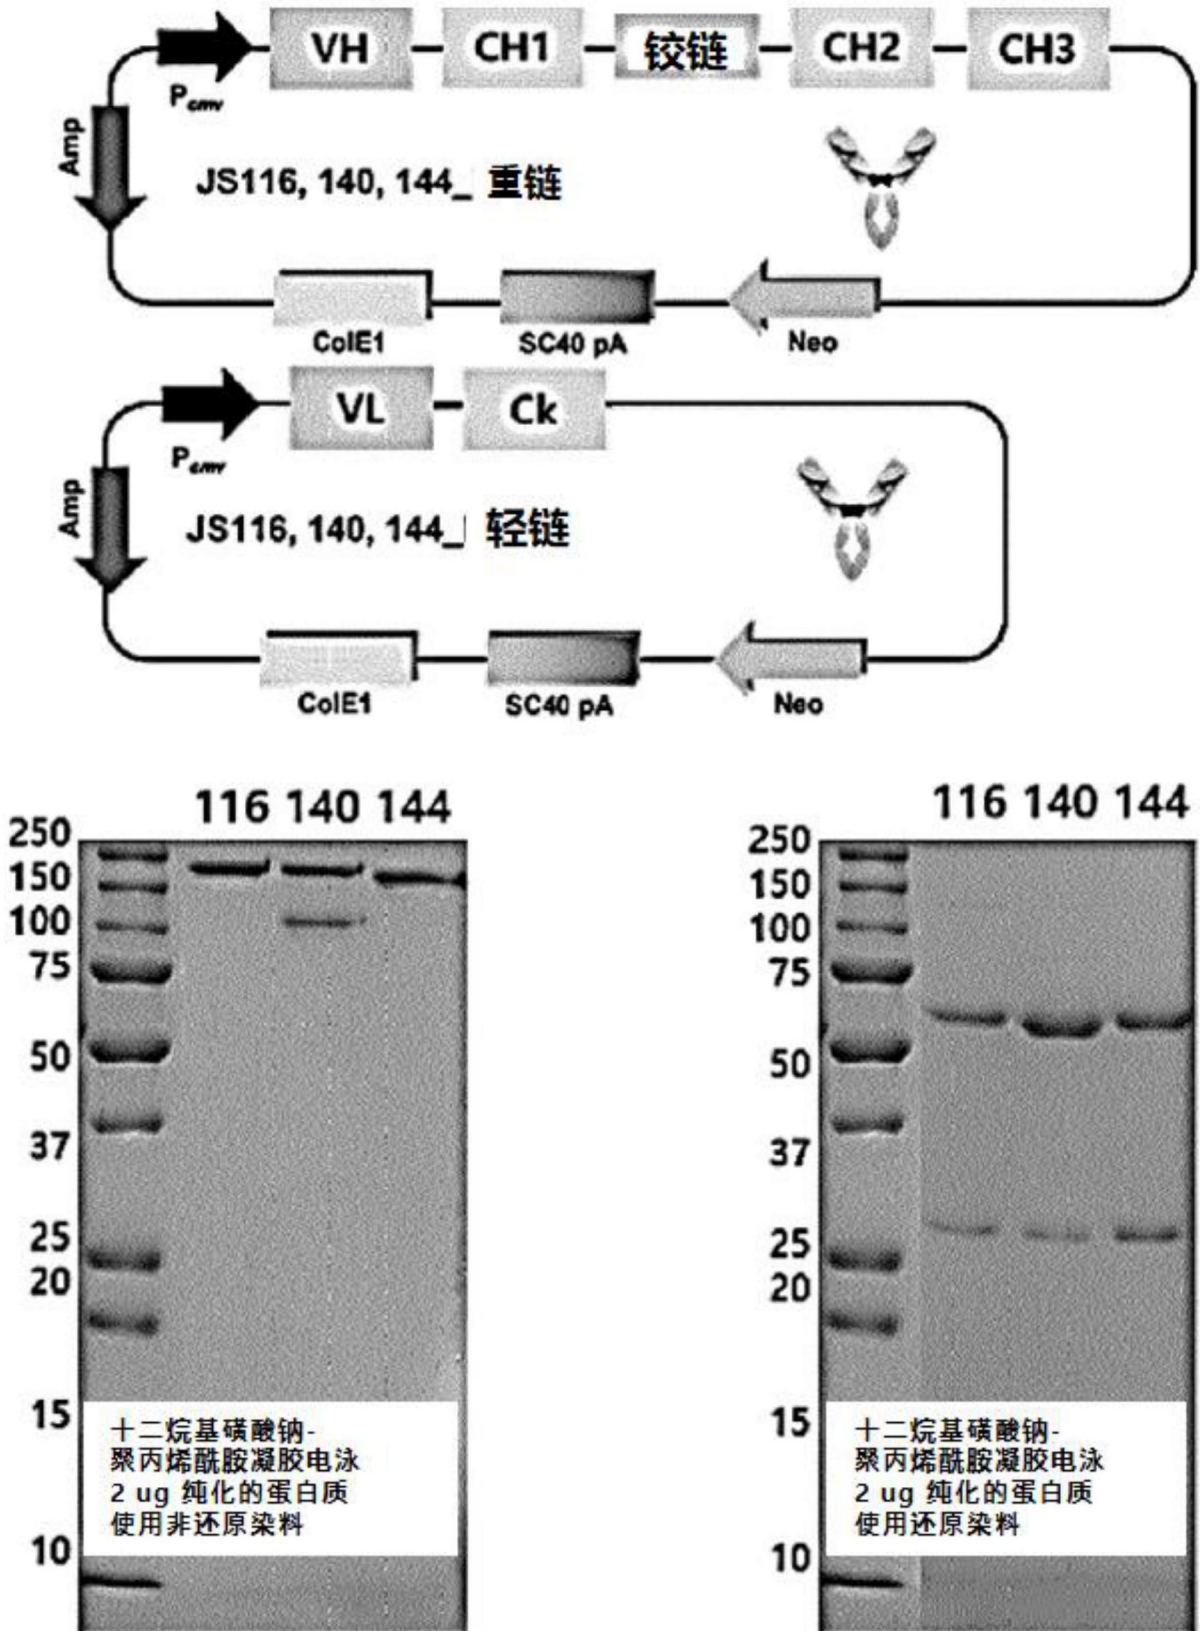 VH CH1 铰链 CH2 CH3
Pcmv
Amp
JS116, 140, 144_ 重链
ColE1 SC40 pA Neo
VL Ck
Pcmv
Amp
JS116, 140, 144_ 轻链
ColE1 SC40 pA Neo
116 140 144
250
150
100
75
50
37
25
20
15
10
十二烷基磺酸钠-
聚丙烯酰胺凝胶电泳
2 ug 纯化的蛋白质
使用非还原染料
116 140 144
250
150
100
75
50
37
25
20
15
10
十二烷基磺酸钠-
聚丙烯酰胺凝胶电泳
2 ug 纯化的蛋白质
使用还原染料